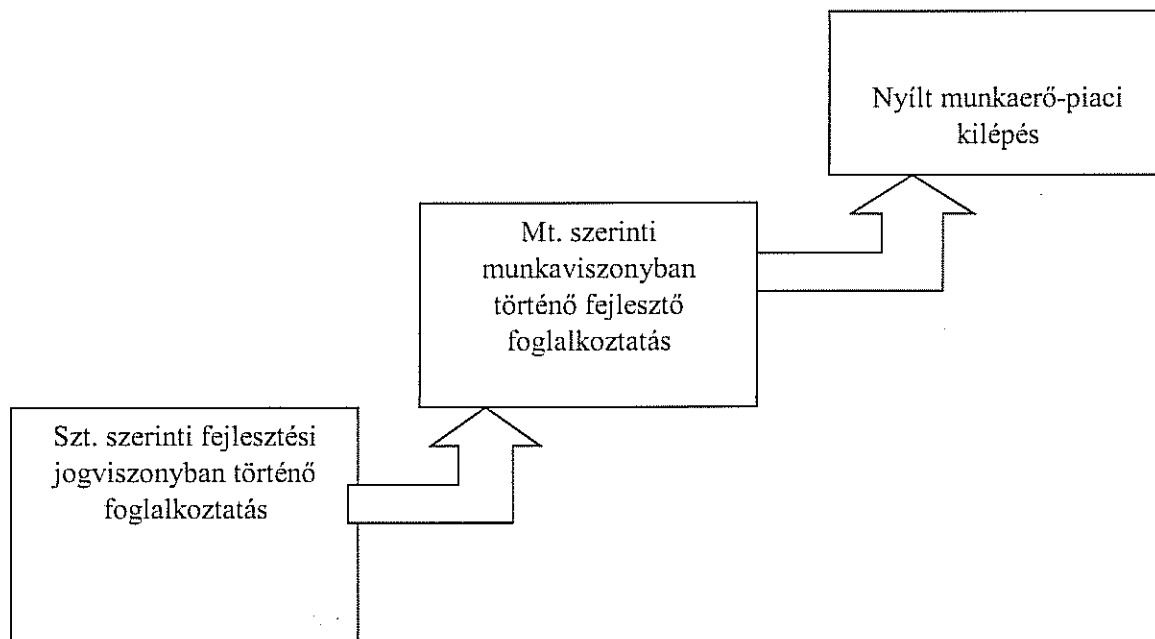 Nyílt munkaerő-piaci
kilépés
Mt. szerinti
munkaviszonyban
történő fejlesztő
foglalkoztatás
Szt. szerinti fejlesztési
jogviszonyban történő
foglalkoztatás